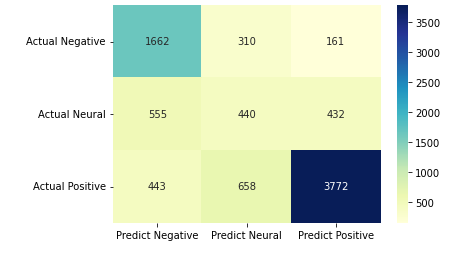 Actual Negative 1662 310 161
Actual Neural 555 440 432
Actual Positive 443 658 3772
Predict Negative Predict Neural Predict Positive
3500
3000
2500
2000
1500
1000
500